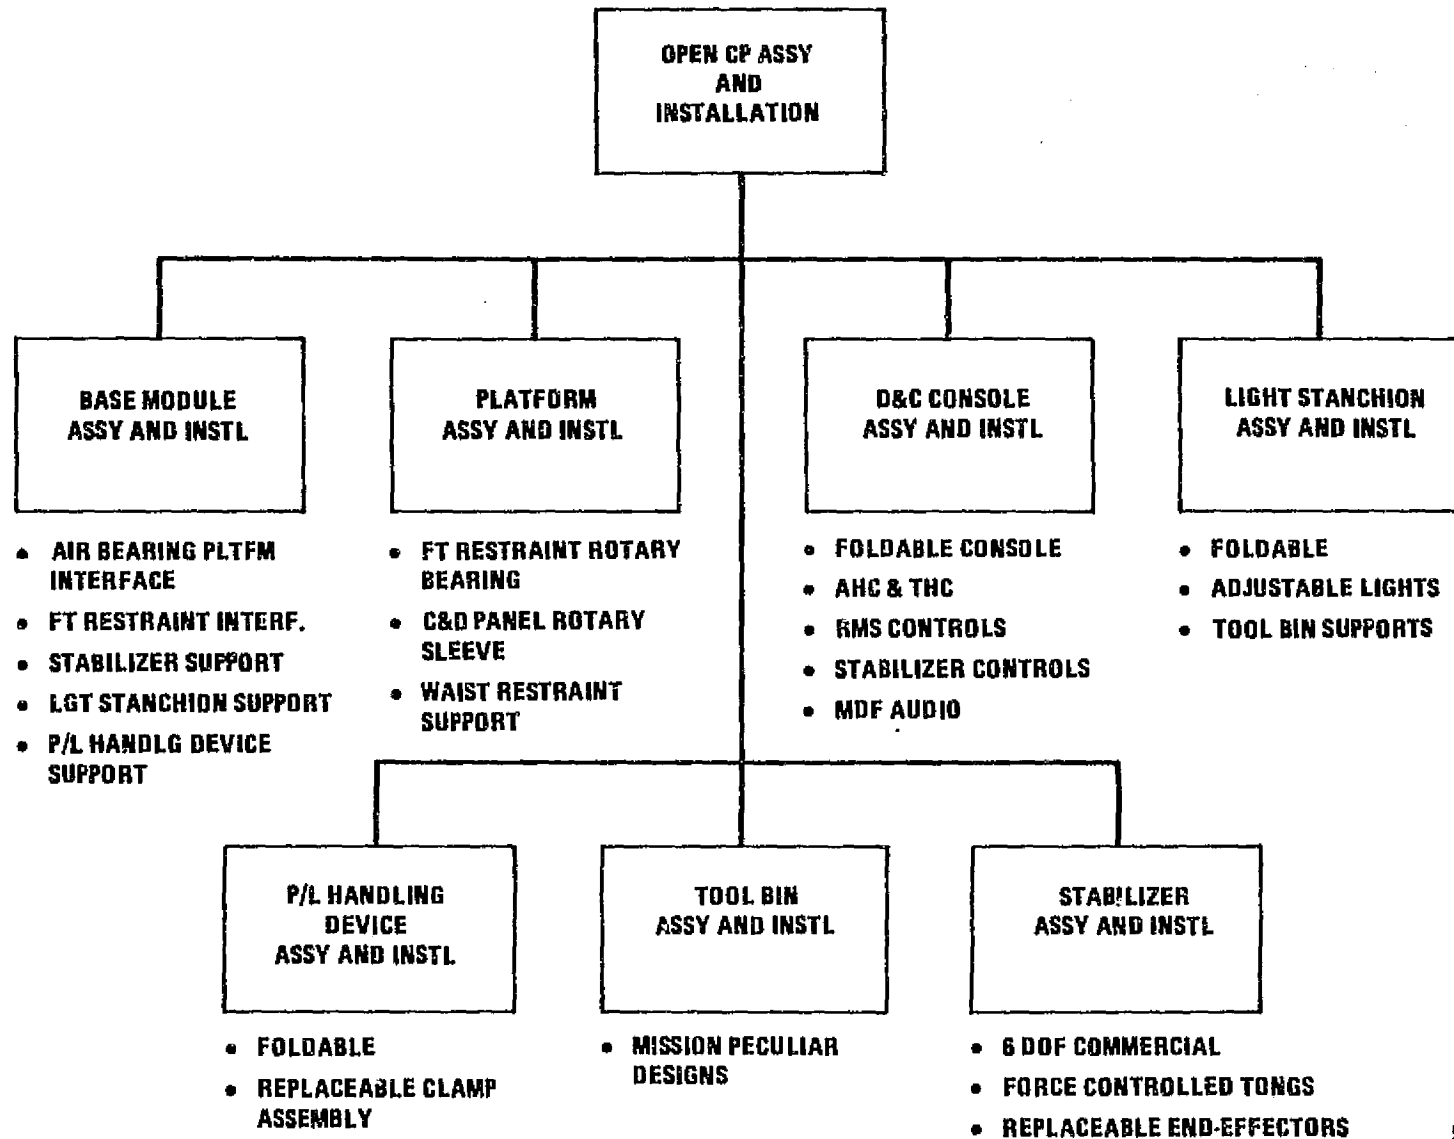 OPEN CP ASSY
AND
INSTALLATION
BASE MODULE
ASSY AND INSTL
• AIR BEARING PLTFM
INTERFACE
• FT RESTRAINT INTERF.
• STABILIZER SUPPORT
• LGT STANCHION SUPPORT
• P/L HANDLG DEVICE
SUPPORT
PLATFORM
ASSY AND INSTL
• FT RESTRAINT ROTARY
BEARING
• C&D PANEL ROTARY
SLEEVE
• WAIST RESTRAINT
SUPPORT
D&C CONSOLE
ASSY AND INSTL
• FOLDABLE CONSOLE
• AHC & THC
• RMS CONTROLS
• STABILIZER CONTROLS
• MDF AUDIO
LIGHT STANCHION
ASSY AND INSTL
• FOLDABLE
• ADJUSTABLE LIGHTS
• TOOL BIN SUPPORTS
P/L HANDLING
DEVICE
ASSY AND INSTL
• FOLDABLE
• REPLACEABLE CLAMP
ASSEMBLY
TOOL BIN
ASSY AND INSTL
• MISSION PECULIAR
DESIGNS
STABILIZER
ASSY AND INSTL
• 6 DOF COMMERCIAL
• FORCE CONTROLLED TONGS
• REPLACEABLE END-EFFECTORS